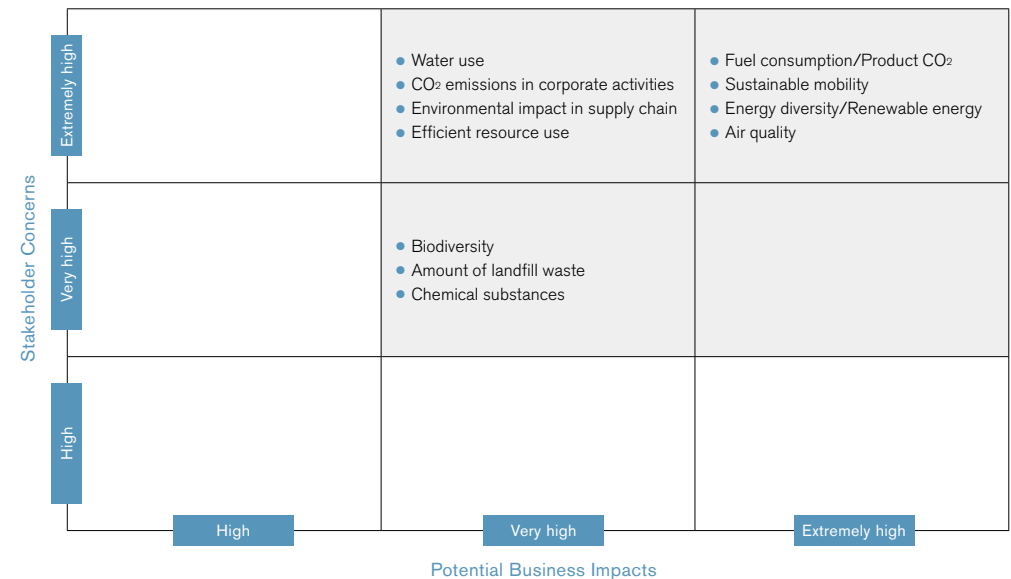 Stakeholder Concerns
Extremely high
● Water use
● CO2 emissions in corporate activities
● Environmental impact in supply chain
● Efficient resource use
● Fuel consumption/Product CO2
● Sustainable mobility
● Energy diversity/Renewable energy
● Air quality
Very high
● Biodiversity
● Amount of landfill waste
● Chemical substances
High
High
Very high
Extremely high
Potential Business Impacts